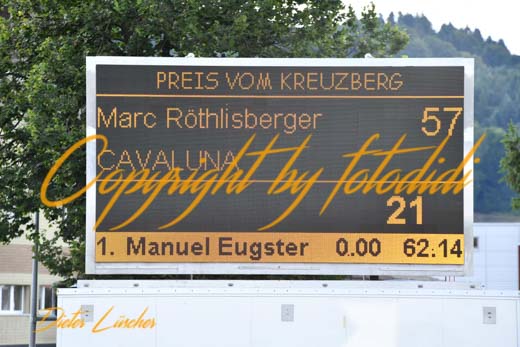 PREIS VOM KREUZBERG
Marc Röthlisberger 57
CAVALUNA
Copyright by fotodidi
21
1. Manuel Eugster 0.00 62.14
Dieter Lüscher